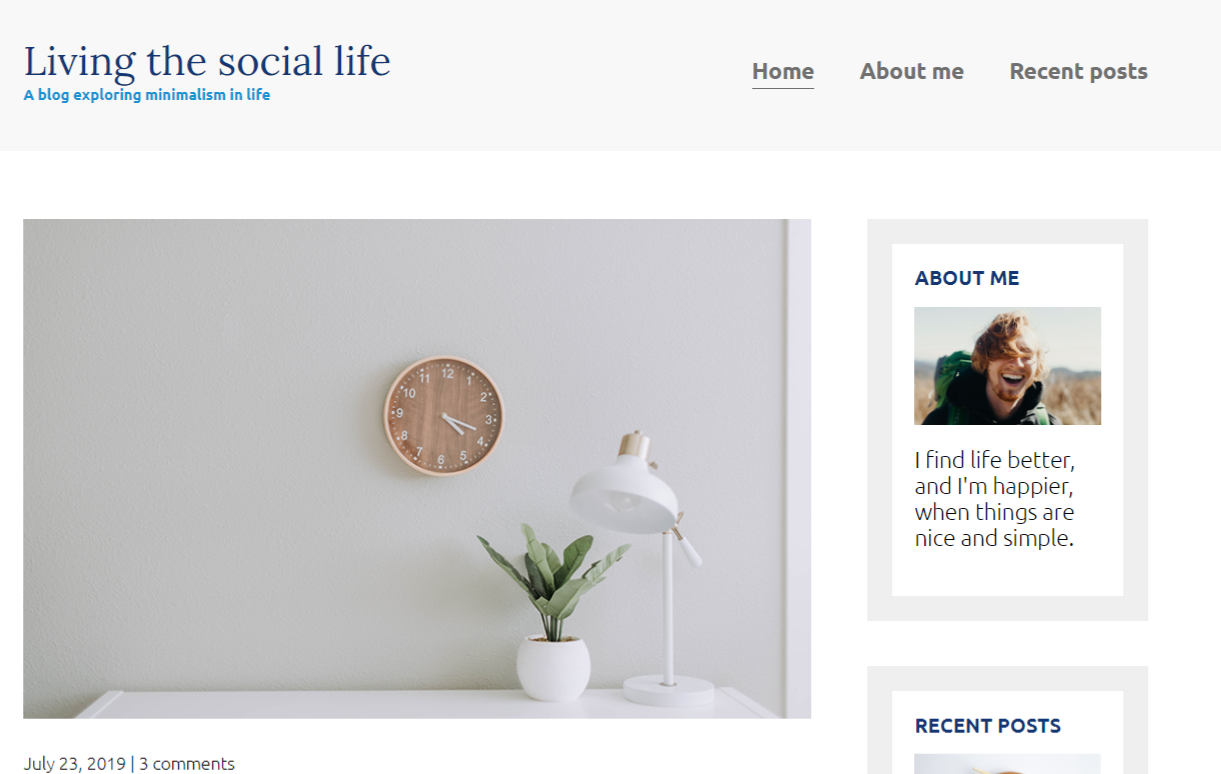 Living the social life
A blog exploring minimalism in life
Home About me Recent posts
12
1
2
3
4
5
6
7
8
9
10
11
July 23, 2019 | 3 comments
ABOUT ME
I find life better,
and I'm happier,
when things are
nice and simple.
RECENT POSTS